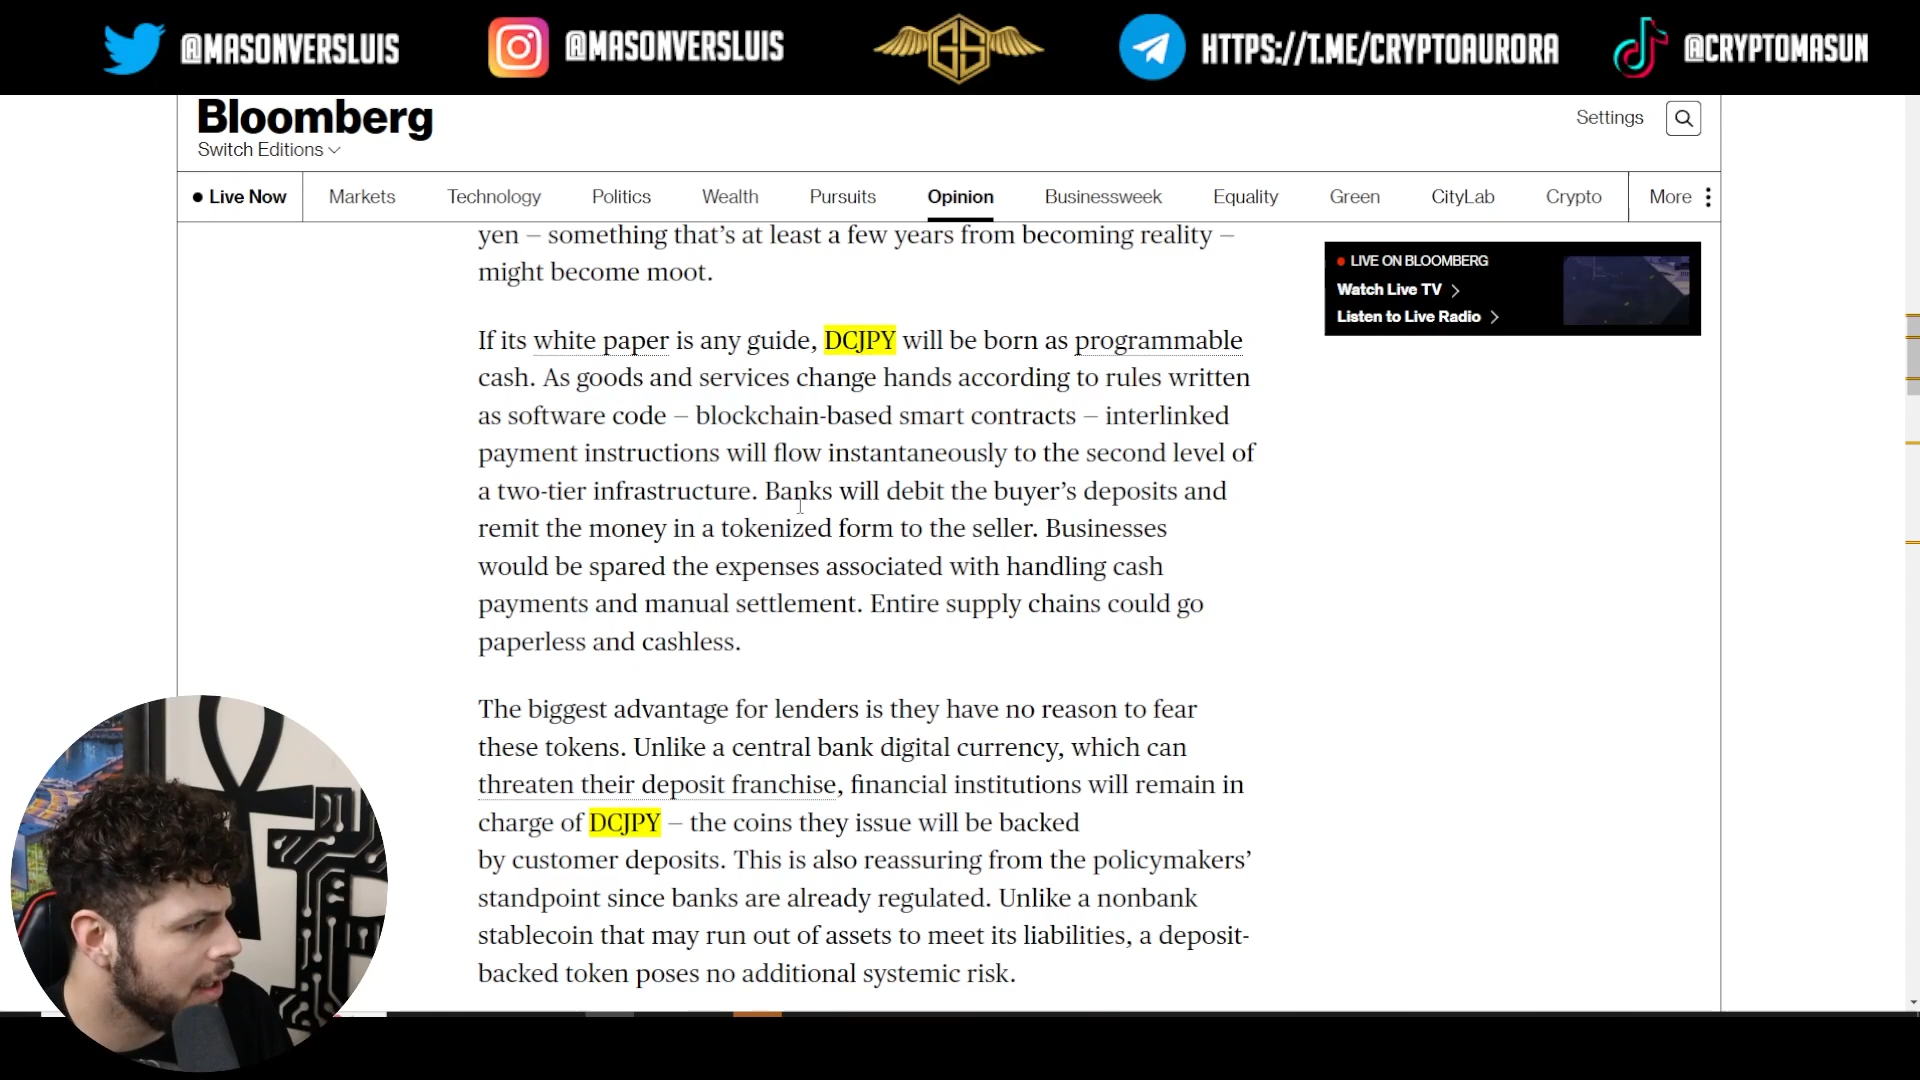 @MASONVERSLUIS
@MASONVERSLUIS
GS
HTTPS://T.ME/CRYPTOAURORA
@CRYPTOMASUN
Bloomberg
Switch Editions
Settings
Live Now
Markets
Technology
Politics
Wealth
Pursuits
Opinion
Businessweek
Equality
Green
CityLab
Crypto
More
yen – something that’s at least a few years from becoming reality –
might become moot.
If its white paper is any guide, DCJPY will be born as programmable
cash. As goods and services change hands according to rules written
as software code – blockchain-based smart contracts – interlinked
payment instructions will flow instantaneously to the second level of
a two-tier infrastructure. Banks will debit the buyer’s deposits and
remit the money in a tokenized form to the seller. Businesses
would be spared the expenses associated with handling cash
payments and manual settlement. Entire supply chains could go
paperless and cashless.
The biggest advantage for lenders is they have no reason to fear
these tokens. Unlike a central bank digital currency, which can
threaten their deposit franchise, financial institutions will remain in
charge of DCJPY – the coins they issue will be backed
by customer deposits. This is also reassuring from the policymakers’
standpoint since banks are already regulated. Unlike a nonbank
stablecoin that may run out of assets to meet its liabilities, a deposit-
backed token poses no additional systemic risk.
LIVE ON BLOOMBERG
Watch Live TV
Listen to Live Radio